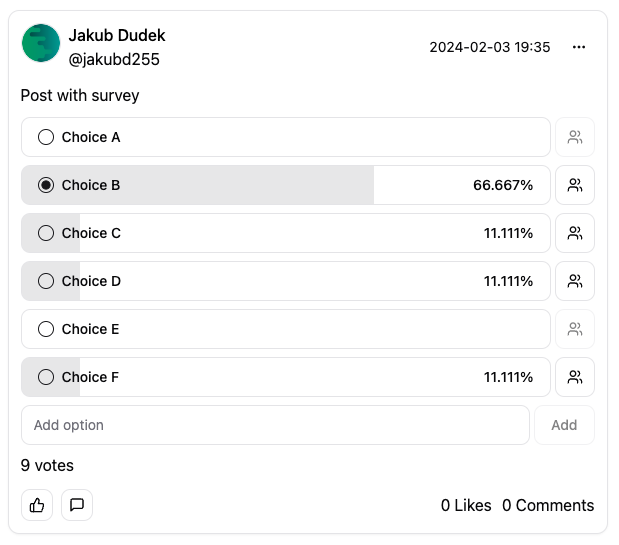 Jakub Dudek
@jakubd255
2024-02-03 19:35
Post with survey
Choice A
Choice B 66.667%
Choice C 11.111%
Choice D 11.111%
Choice E
Choice F 11.111%
Add option Add
9 votes
0 Likes 0 Comments